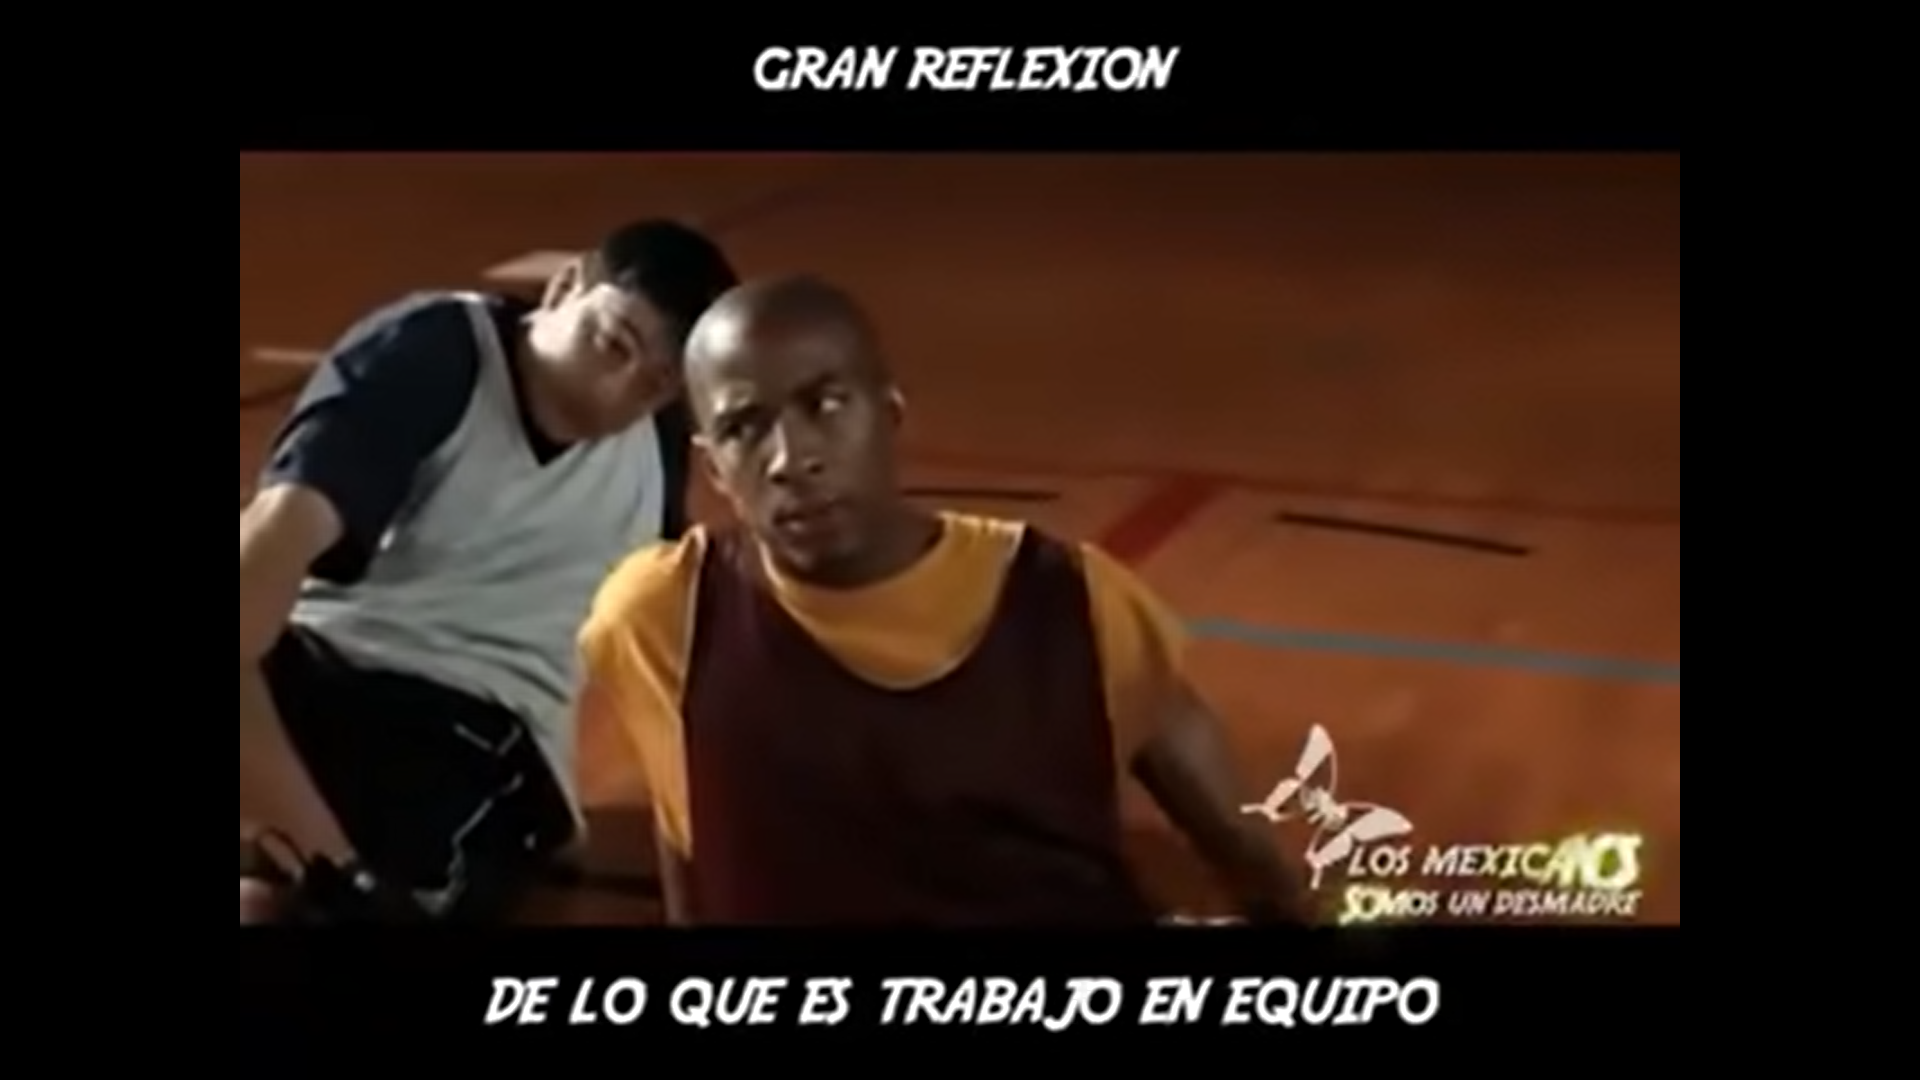 GRAN REFLEXION
LOS MEXICANOS
SOMOS UN DESMADRE
DE LO QUE ES TRABAJO EN EQUIPO